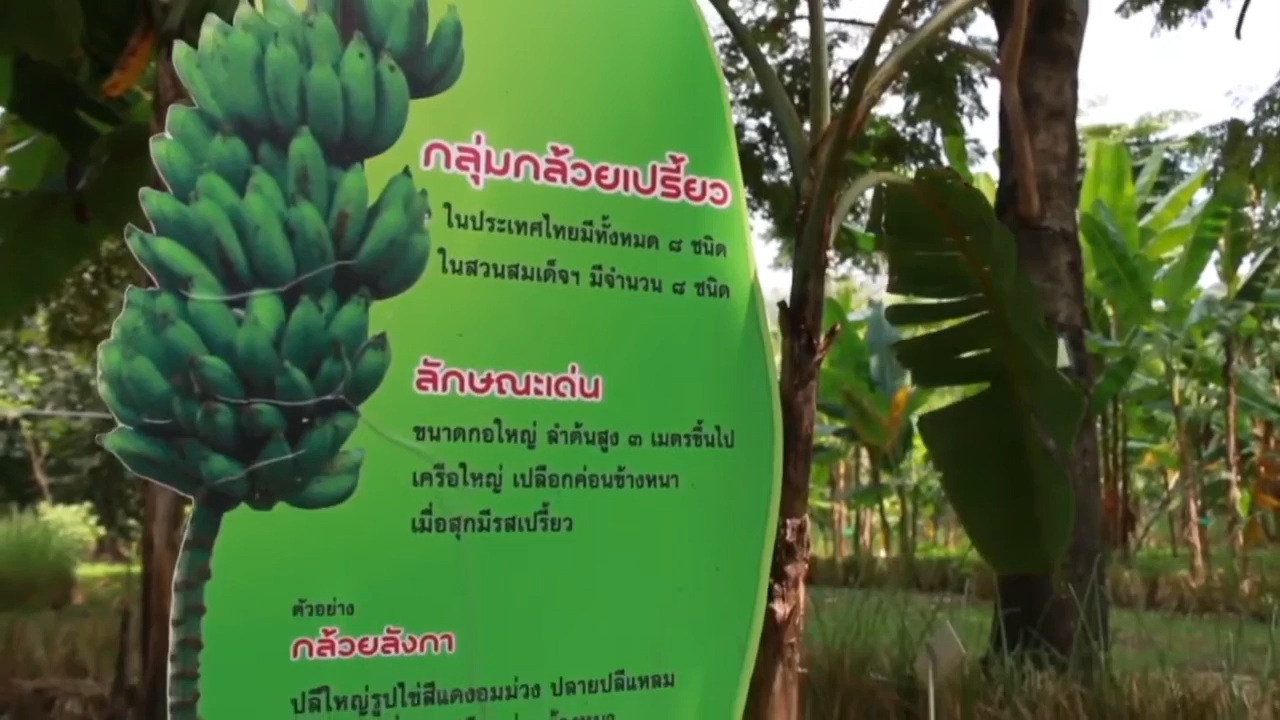 กลุ่มกล้วยเปรี้ยว
ในประเทศไทยมีทั้งหมด ๘ ชนิด
ในสวนสมเด็จฯ มีจำนวน ๘ ชนิด
ลักษณะเด่น
ขนาดกอใหญ่ ลำต้นสูง ๓ เมตรขึ้นไป
เครือใหญ่ เปลือกค่อนข้างหนา
เมื่อสุกมีรสเปรี้ยว
ตัวอย่าง
กล้วยลังกา
ปลีใหญ่รูปไข่สีแดงอมม่วง ปลายปลีแหลม